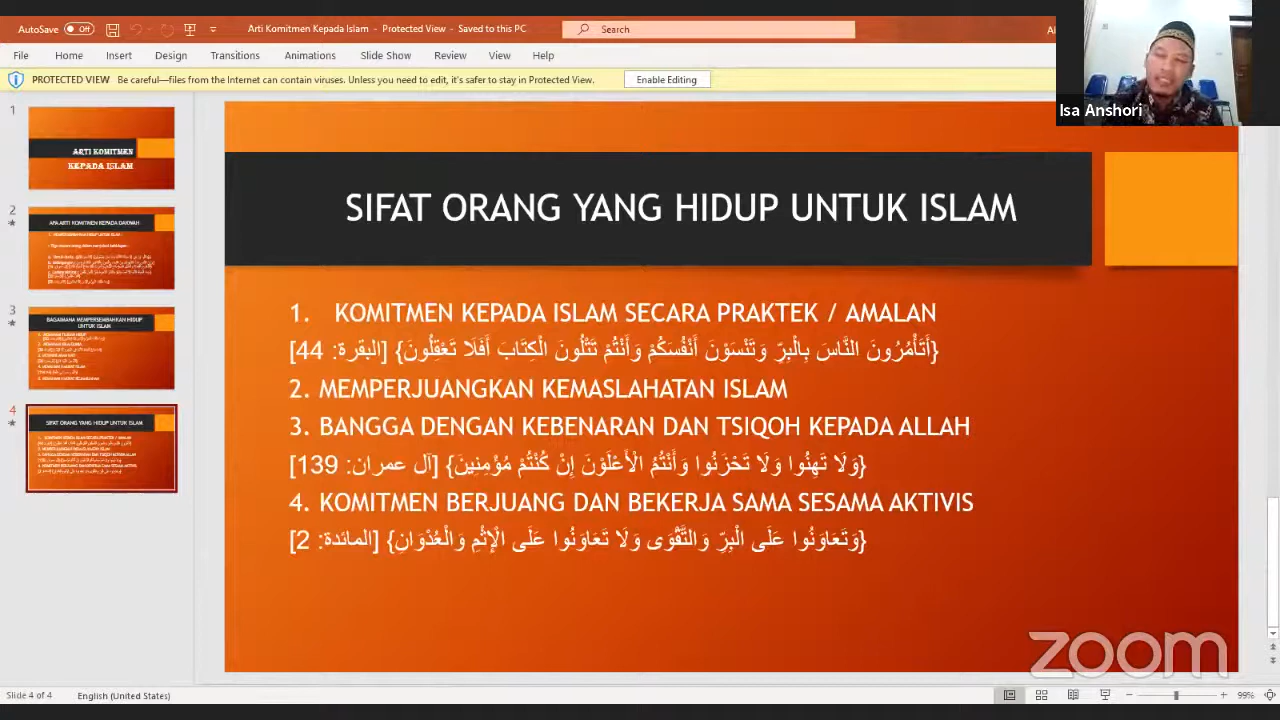 AutoSave Off Arti Komitmen Kepada Islam - Protected View - Saved to this PC Search
File Home Insert Design Transitions Animations Slide Show Review View Help
PROTECTED VIEW Be careful—files from the Internet can contain viruses. Unless you need to edit, it's safer to stay in Protected View. Enable Editing
Isa Anshori
1
ARTI KOMITMEN
KEPADA ISLAM
2
APA ARTI KOMITMEN KEPADA DAKWAH
3
BAGAIMANA MEMPERSEMBAHKAN HIDUP
UNTUK ISLAM
4
SIFAT ORANG YANG HIDUP UNTUK ISLAM
SIFAT ORANG YANG HIDUP UNTUK ISLAM
1. KOMITMEN KEPADA ISLAM SECARA PRAKTEK / AMALAN
{أَتَأْمُرُونَ النَّاسَ بِالْبِرِّ وَتَنْسَوْنَ أَنْفُسَكُمْ وَأَنْتُمْ تَتْلُونَ الْكِتَابَ أَفَلَا تَعْقِلُونَ} [البقرة: 44]
2. MEMPERJUANGKAN KEMASLAHATAN ISLAM
3. BANGGA DENGAN KEBENARAN DAN TSIQOH KEPADA ALLAH
{وَلَا تَهِنُوا وَلَا تَحْزَنُوا وَأَنْتُمُ الْأَعْلَوْنَ إِنْ كُنْتُمْ مُؤْمِنِينَ} [آل عمران: 139]
4. KOMITMEN BERJUANG DAN BEKERJA SAMA SESAMA AKTIVIS
{وَتَعَاوَنُوا عَلَى الْبِرِّ وَالتَّقْوَى وَلَا تَعَاوَنُوا عَلَى الْإِثْمِ وَالْعُدْوَانِ} [المائدة: 2]
zoom
Slide 4 of 4 English (United States) 99%